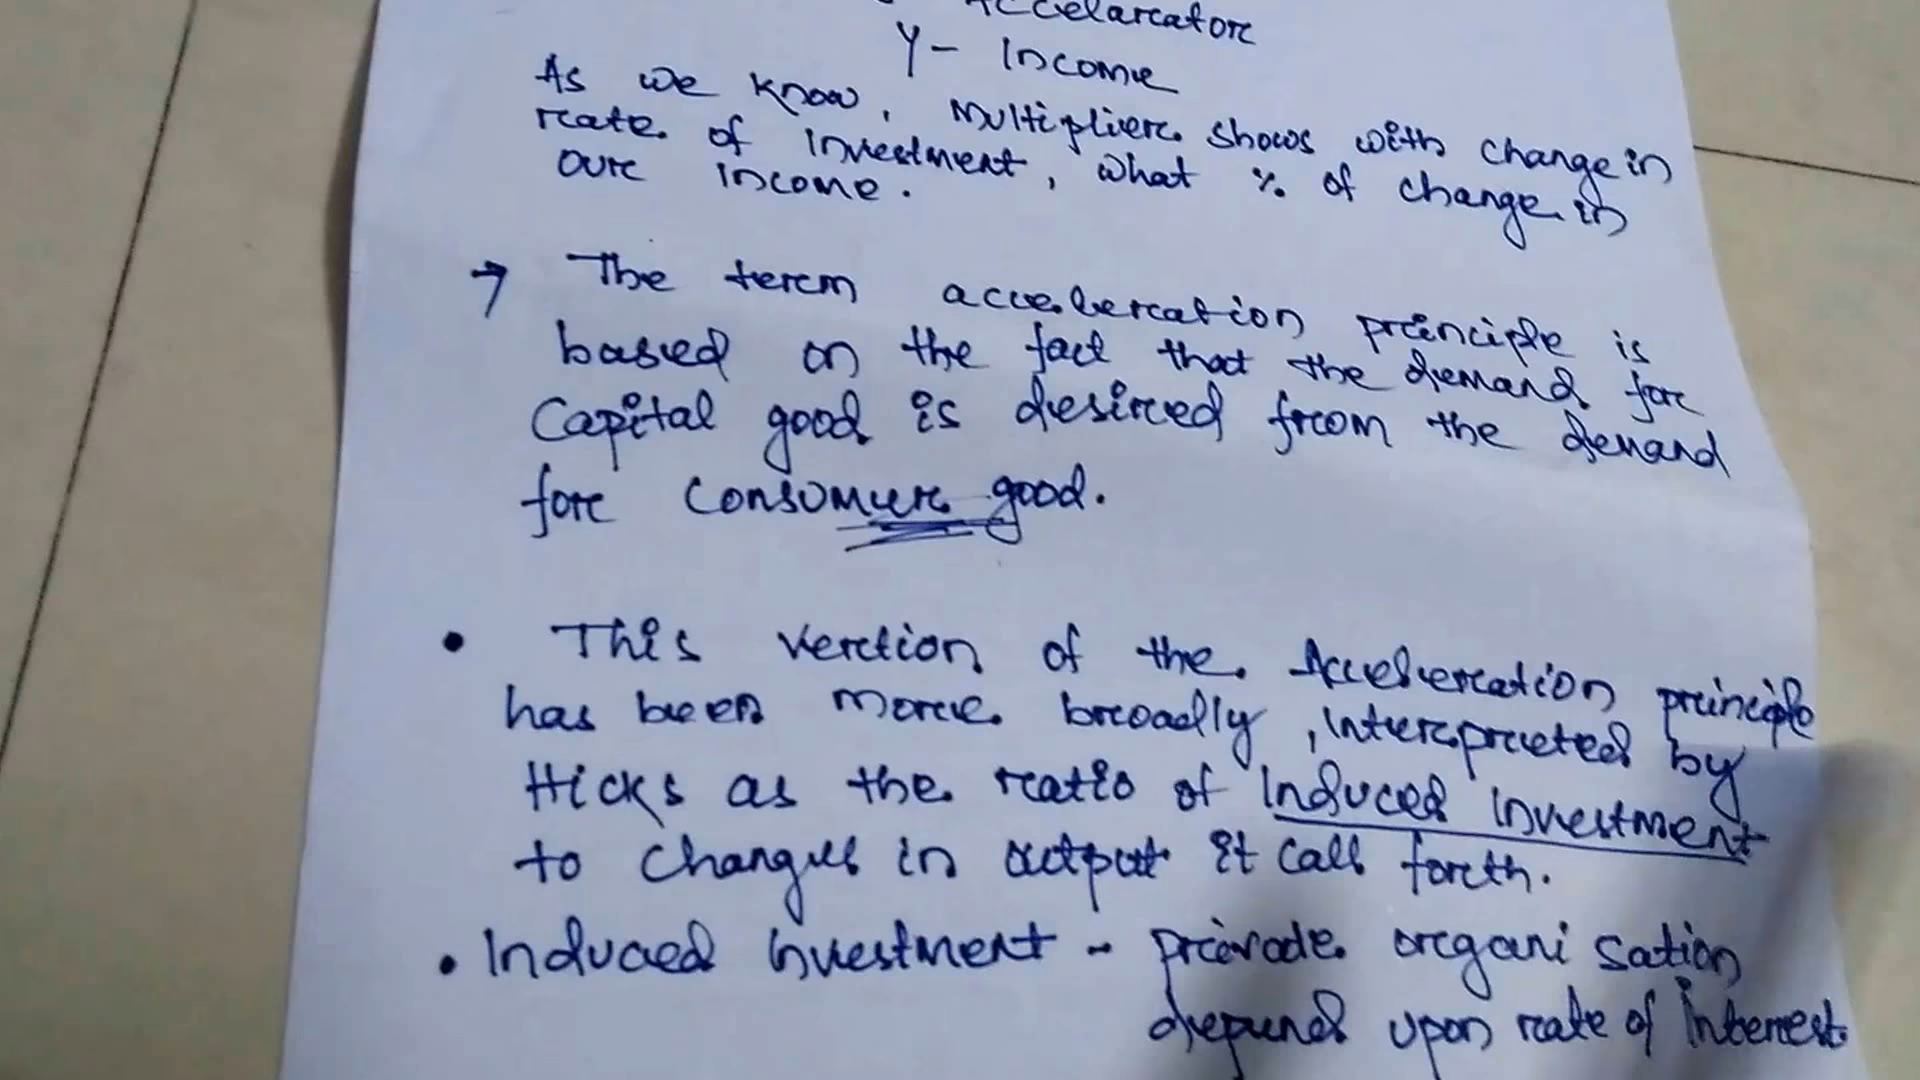 Accelarator
Y - Income
As we know, Multiplier shows with change in
rate of investment, what % of change in
our income.
→ The term acceleration principle is
based on the fact that the demand for
Capital good is desired from the demand
for Consumer good.
• This vertion of the Acceleration principle
has been more broadly, interpreted by
Hicks as the ratio of induced investment
to changes in output it call forth.
• Induced investment - private organisation
depend upon rate of interest.